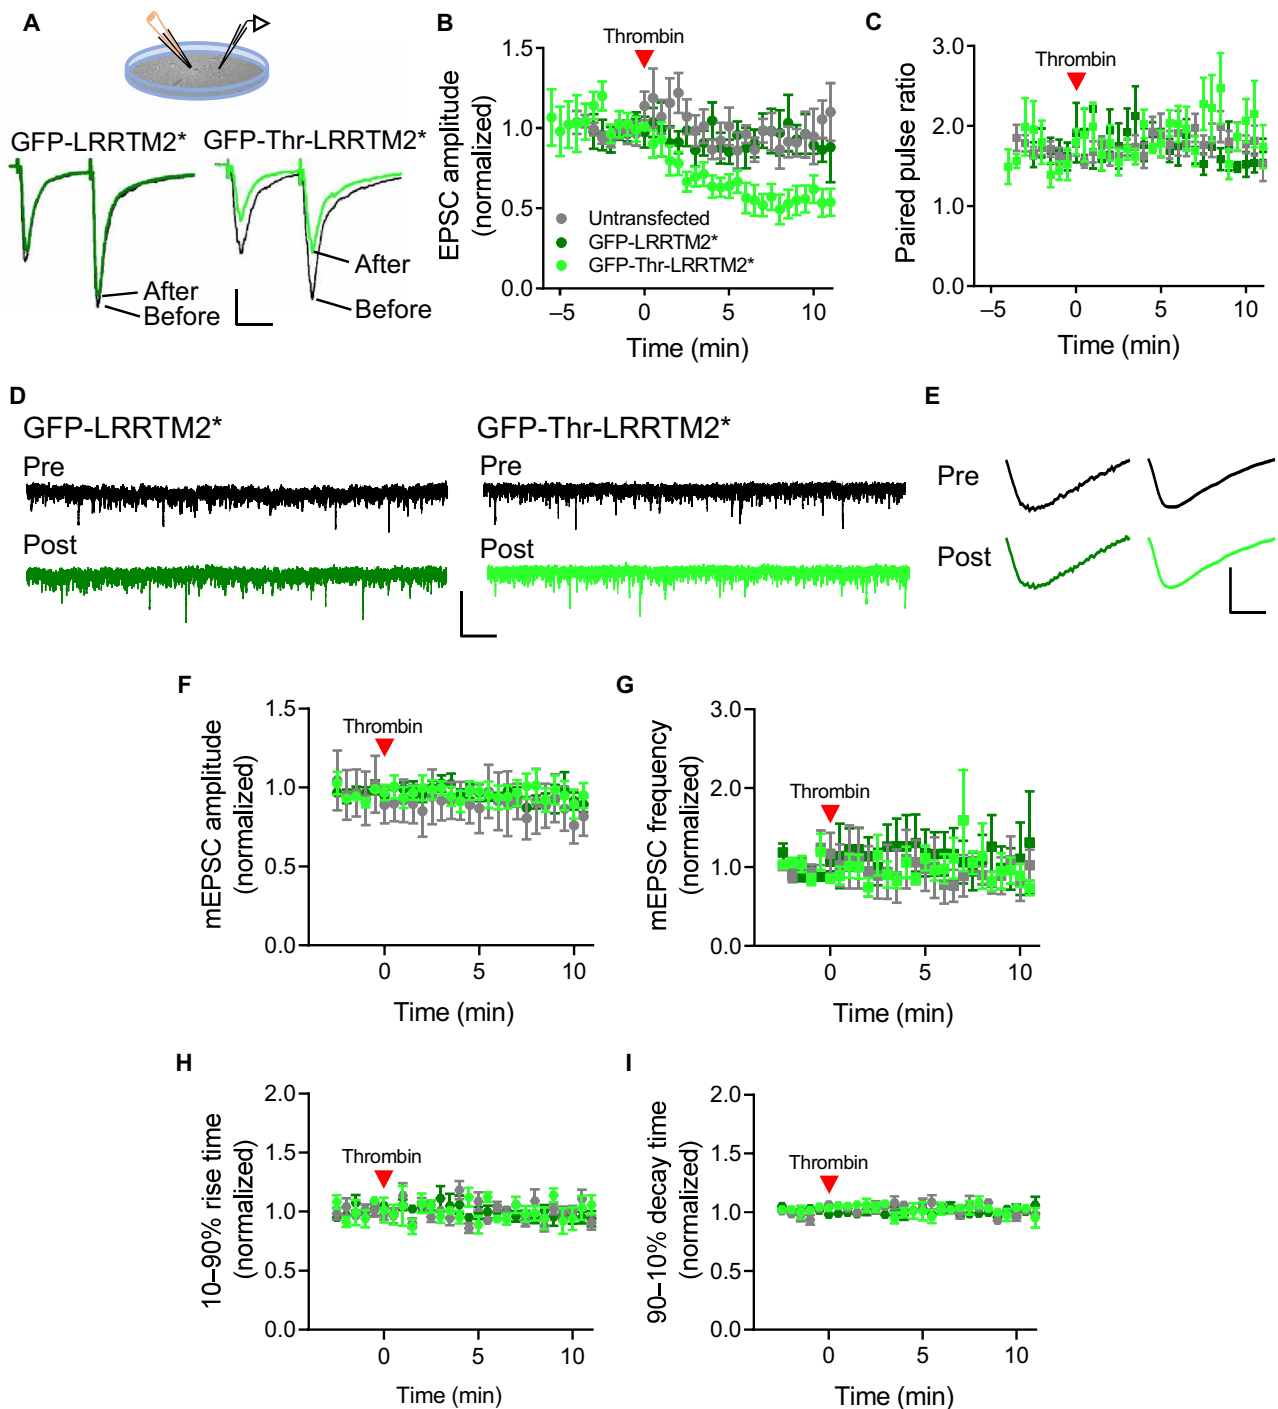 A
GFP-LRRTM2*
GFP-Thr-LRRTM2*
After
Before
After
Before
B
EPSC amplitude
(normalized)
1.5
1.0
0.5
0.0
Thrombin
Untransfected
GFP-LRRTM2*
GFP-Thr-LRRTM2*
–5
0
5
10
Time (min)
C
Paired pulse ratio
3.0
2.0
1.0
0.0
Thrombin
–5
0
5
10
Time (min)
D
GFP-LRRTM2*
Pre
Post
GFP-Thr-LRRTM2*
Pre
Post
E
Pre
Post
F
mEPSC amplitude
(normalized)
1.5
1.0
0.5
0.0
Thrombin
0
5
10
Time (min)
G
mEPSC frequency
(normalized)
3.0
2.0
1.0
0.0
Thrombin
0
5
10
Time (min)
H
10–90% rise time
(normalized)
2.0
1.5
1.0
0.5
0.0
Thrombin
0
5
10
Time (min)
I
90–10% decay time
(normalized)
2.0
1.5
1.0
0.5
0.0
Thrombin
0
5
10
Time (min)